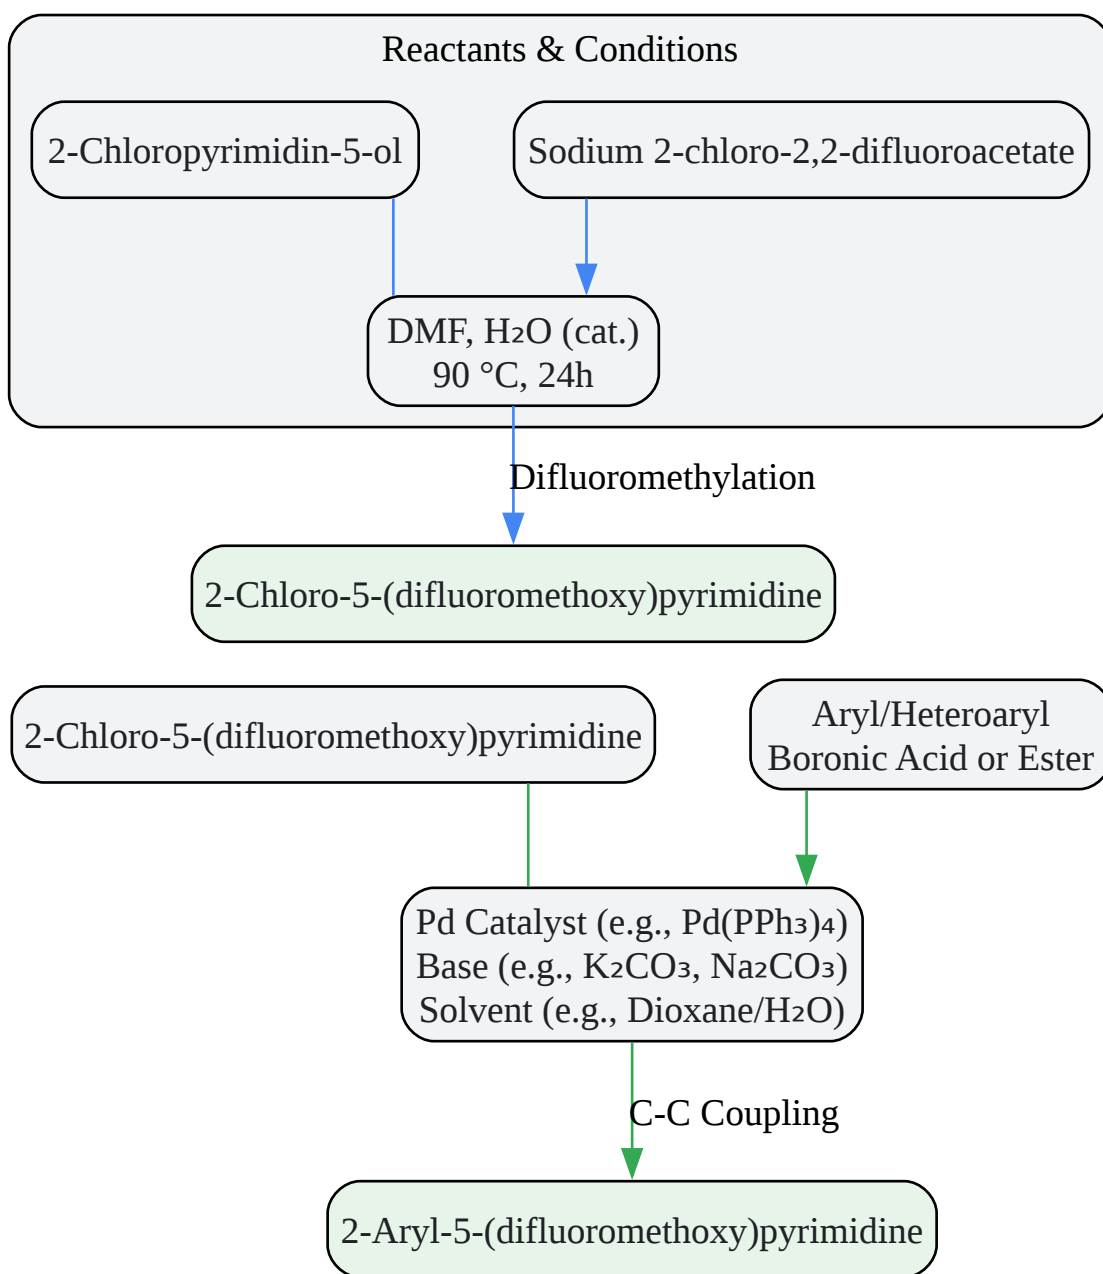 Reactants & Conditions
2-Chloropyrimidin-5-ol
Sodium 2-chloro-2,2-difluoroacetate
DMF, H₂O (cat.)
90 °C, 24h
Difluoromethylation
2-Chloro-5-(difluoromethoxy)pyrimidine
2-Chloro-5-(difluoromethoxy)pyrimidine
Aryl/Heteroaryl
Boronic Acid or Ester
Pd Catalyst (e.g., Pd(PPh₃)₄)
Base (e.g., K₂CO₃, Na₂CO₃)
Solvent (e.g., Dioxane/H₂O)
C-C Coupling
2-Aryl-5-(difluoromethoxy)pyrimidine